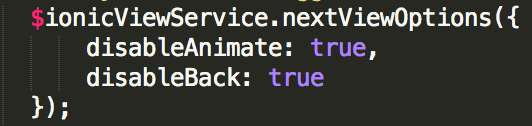 $ionicViewService.nextViewOptions({
disableAnimate: true,
disableBack: true
});